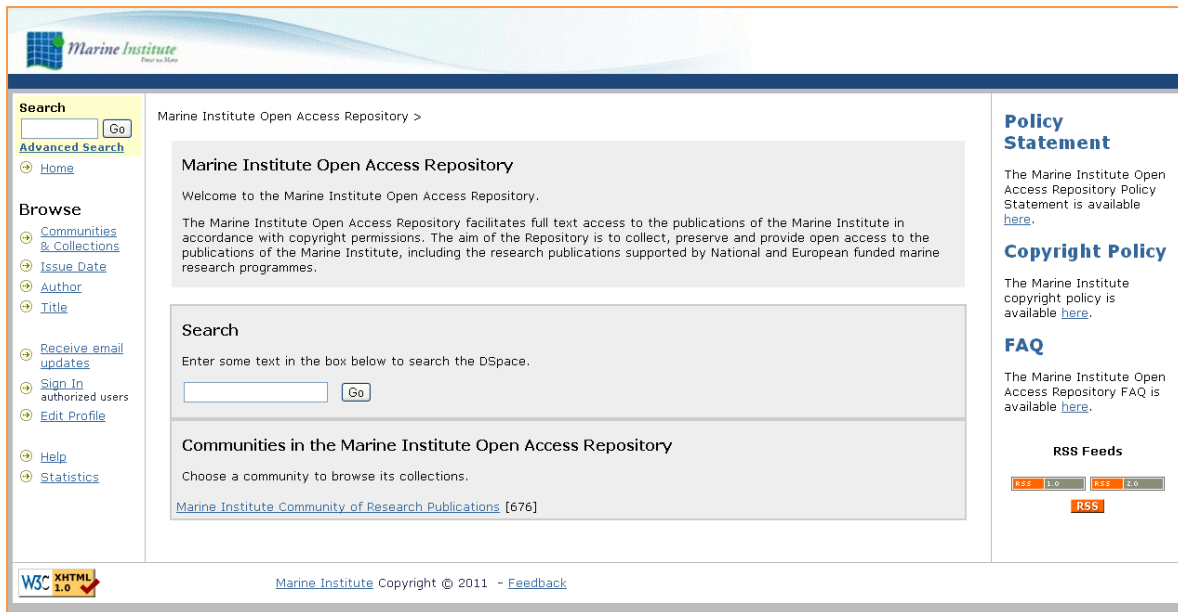 Marine Institute
Foras na Mara
Search
Go
Advanced Search
Home
Browse
Communities
& Collections
Issue Date
Author
Title
Receive email
updates
Sign In
authorized users
Edit Profile
Help
Statistics
Marine Institute Open Access Repository >
Marine Institute Open Access Repository
Welcome to the Marine Institute Open Access Repository.
The Marine Institute Open Access Repository facilitates full text access to the publications of the Marine Institute in
accordance with copyright permissions. The aim of the Repository is to collect, preserve and provide open access to the
publications of the Marine Institute, including the research publications supported by National and European funded marine
research programmes.
Search
Enter some text in the box below to search the DSpace.
Go
Communities in the Marine Institute Open Access Repository
Choose a community to browse its collections.
Marine Institute Community of Research Publications [676]
Policy
Statement
The Marine Institute Open
Access Repository Policy
Statement is available
here.
Copyright Policy
The Marine Institute
copyright policy is
available here.
FAQ
The Marine Institute Open
Access Repository FAQ is
available here.
RSS Feeds
RSS 1.0 RSS 2.0
RSS
W3C XHTML
1.0
Marine Institute Copyright © 2011 - Feedback